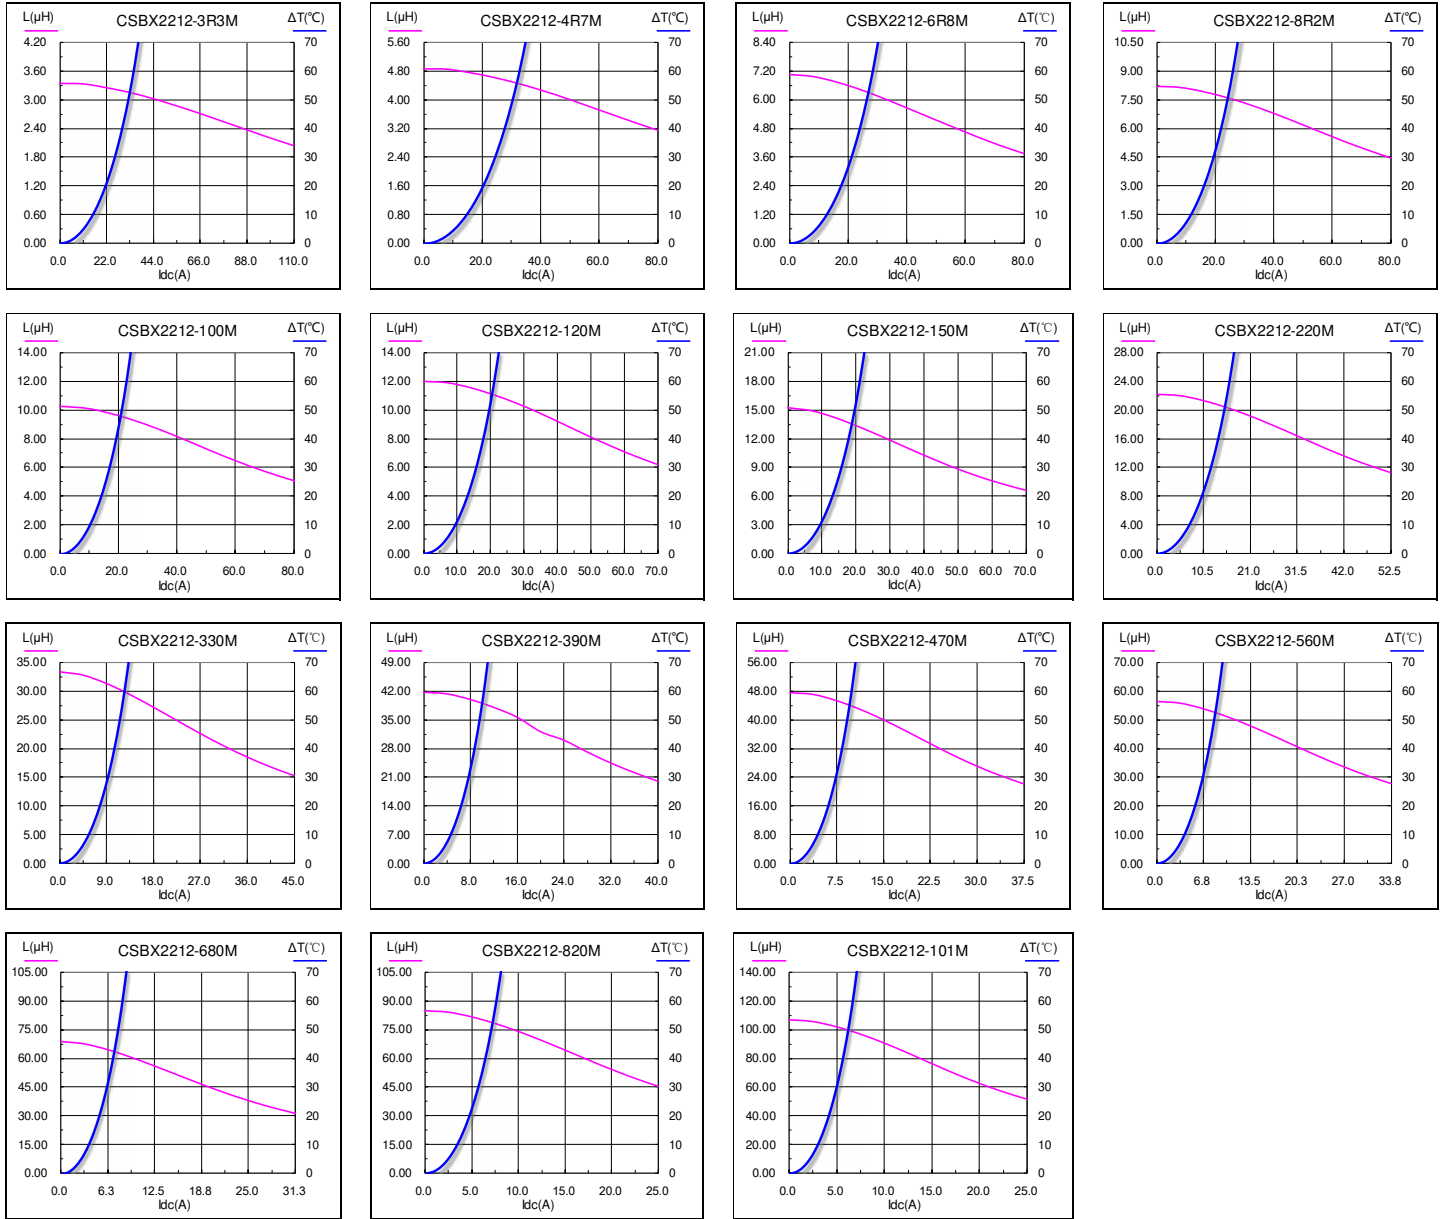 L(μH) CSBX2212-3R3M ΔT(℃)
4.20 70
3.60 60
3.00 50
2.40 40
1.80 30
1.20 20
0.60 10
0.00 0
0.0 22.0 44.0 66.0 88.0 110.0
Idc(A)
L(μH) CSBX2212-4R7M ΔT(℃)
5.60 70
4.80 60
4.00 50
3.20 40
2.40 30
1.60 20
0.80 10
0.00 0
0.0 20.0 40.0 60.0 80.0
Idc(A)
L(μH) CSBX2212-6R8M ΔT(℃)
8.40 70
7.20 60
6.00 50
4.80 40
3.60 30
2.40 20
1.20 10
0.00 0
0.0 20.0 40.0 60.0 80.0
Idc(A)
L(μH) CSBX2212-8R2M ΔT(℃)
10.50 70
9.00 60
7.50 50
6.00 40
4.50 30
3.00 20
1.50 10
0.00 0
0.0 20.0 40.0 60.0 80.0
Idc(A)
L(μH) CSBX2212-100M ΔT(℃)
14.00 70
12.00 60
10.00 50
8.00 40
6.00 30
4.00 20
2.00 10
0.00 0
0.0 20.0 40.0 60.0 80.0
Idc(A)
L(μH) CSBX2212-120M ΔT(℃)
14.00 70
12.00 60
10.00 50
8.00 40
6.00 30
4.00 20
2.00 10
0.00 0
0.0 10.0 20.0 30.0 40.0 50.0 60.0 70.0
Idc(A)
L(μH) CSBX2212-150M ΔT(℃)
21.00 70
18.00 60
15.00 50
12.00 40
9.00 30
6.00 20
3.00 10
0.00 0
0.0 10.0 20.0 30.0 40.0 50.0 60.0 70.0
Idc(A)
L(μH) CSBX2212-220M ΔT(℃)
28.00 70
24.00 60
20.00 50
16.00 40
12.00 30
8.00 20
4.00 10
0.00 0
0.0 10.5 21.0 31.5 42.0 52.5
Idc(A)
L(μH) CSBX2212-330M ΔT(℃)
35.00 70
30.00 60
25.00 50
20.00 40
15.00 30
10.00 20
5.00 10
0.00 0
0.0 9.0 18.0 27.0 36.0 45.0
Idc(A)
L(μH) CSBX2212-390M ΔT(℃)
49.00 70
42.00 60
35.00 50
28.00 40
21.00 30
14.00 20
7.00 10
0.00 0
0.0 8.0 16.0 24.0 32.0 40.0
Idc(A)
L(μH) CSBX2212-470M ΔT(℃)
56.00 70
48.00 60
40.00 50
32.00 40
24.00 30
16.00 20
8.00 10
0.00 0
0.0 7.5 15.0 22.5 30.0 37.5
Idc(A)
L(μH) CSBX2212-560M ΔT(℃)
70.00 70
60.00 60
50.00 50
40.00 40
30.00 30
20.00 20
10.00 10
0.00 0
0.0 6.8 13.5 20.3 27.0 33.8
Idc(A)
L(μH) CSBX2212-680M ΔT(℃)
105.00 70
90.00 60
75.00 50
60.00 40
45.00 30
30.00 20
15.00 10
0.00 0
0.0 6.3 12.5 18.8 25.0 31.3
Idc(A)
L(μH) CSBX2212-820M ΔT(℃)
105.00 70
90.00 60
75.00 50
60.00 40
45.00 30
30.00 20
15.00 10
0.00 0
0.0 5.0 10.0 15.0 20.0 25.0
Idc(A)
L(μH) CSBX2212-101M ΔT(℃)
140.00 70
120.00 60
100.00 50
80.00 40
60.00 30
40.00 20
20.00 10
0.00 0
0.0 5.0 10.0 15.0 20.0 25.0
Idc(A)